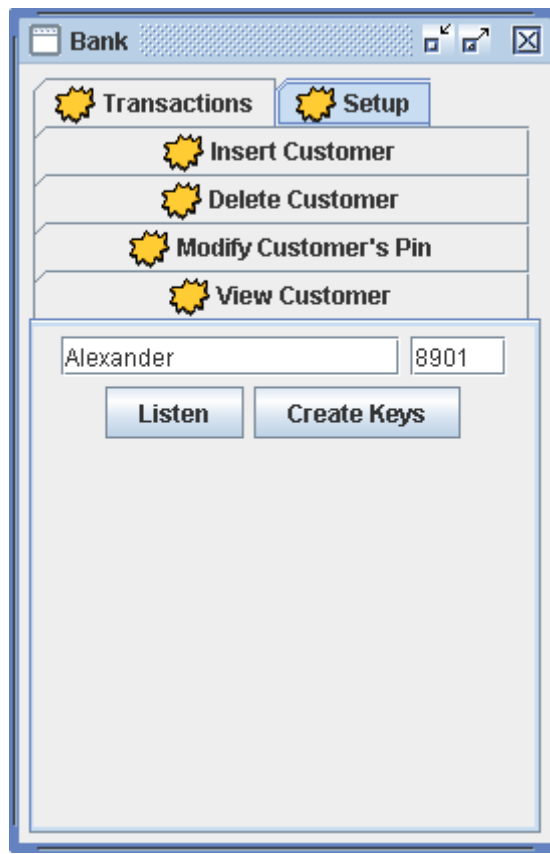 Bank
Transactions Setup
Insert Customer
Delete Customer
Modify Customer's Pin
View Customer
Alexander 8901
Listen Create Keys